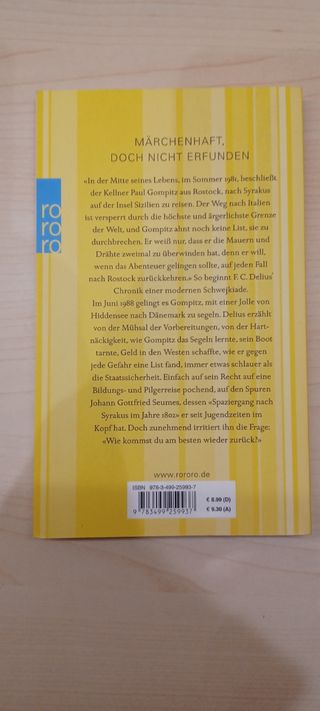 MÄRCHENHAFT,
DOCH NICHT ERFUNDEN
«In der Mitte seines Lebens, im Sommer 1981, beschließt
der Kellner Paul Gompitz aus Rostock, nach Syrakus
auf der Insel Sizilien zu reisen. Der Weg nach Italien
ist versperrt durch die höchste und ärgerlichste Grenze
der Welt, und Gompitz ahnt noch keine List, sie zu
durchbrechen. Er weiß nur, dass er die Mauern und
Drähte zweimal zu überwinden hat, denn er will,
wenn das Abenteuer gelingen sollte, auf jeden Fall
nach Rostock zurückkehren.» So beginnt F. C. Delius'
Chronik einer modernen Schwejkiade.
Im Juni 1988 gelingt es Gompitz, mit einer Jolle von
Hiddensee nach Dänemark zu segeln. Delius erzählt
von der Mühsal der Vorbereitungen, von der Hart-
näckigkeit, wie Gompitz das Segeln lernte, sein Boot
tarnte, Geld in den Westen schaffte, wie er gegen
jede Gefahr eine List fand, immer etwas schlauer als
die Staatssicherheit. Einfach auf sein Recht auf eine
Bildungs- und Pilgerreise pochend, auf den Spuren
Johann Gottfried Seumes, dessen «Spaziergang nach
Syrakus im Jahre 1802» er seit Jugendzeiten im
Kopf hat. Doch zunehmend irritiert ihn die Frage:
«Wie kommst du am besten wieder zurück?»
ro
ro
ro
www.rororo.de
ISBN 978-3-499-25993-7
€ 8.99 (D)
€ 9.30 (A)
9 783499 259937